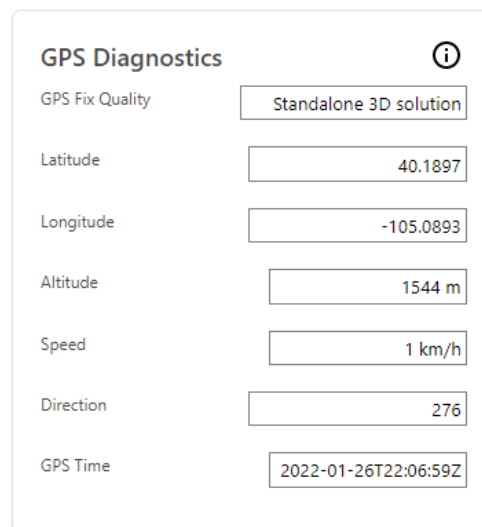 GPS Diagnostics
GPS Fix Quality Standalone 3D solution
Latitude 40.1897
Longitude -105.0893
Altitude 1544 m
Speed 1 km/h
Direction 276
GPS Time 2022-01-26T22:06:59Z